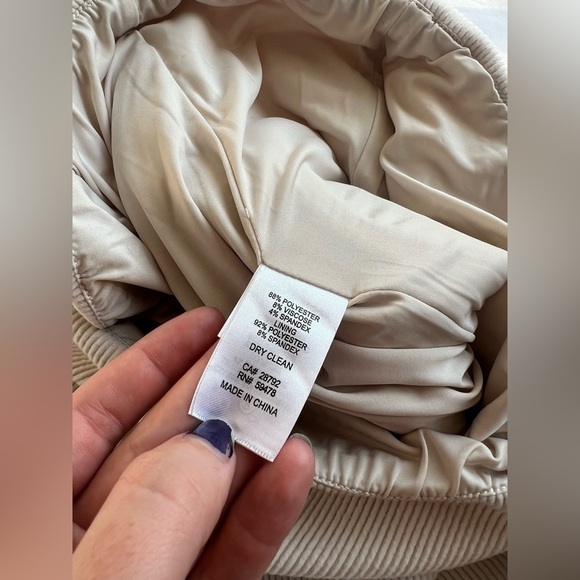 88% POLYESTER
8% VISCOSE
4% SPANDEX
LINING
92% POLYESTER
8% SPANDEX
DRY CLEAN
CA# 28792
RN# 59478
MADE IN CHINA